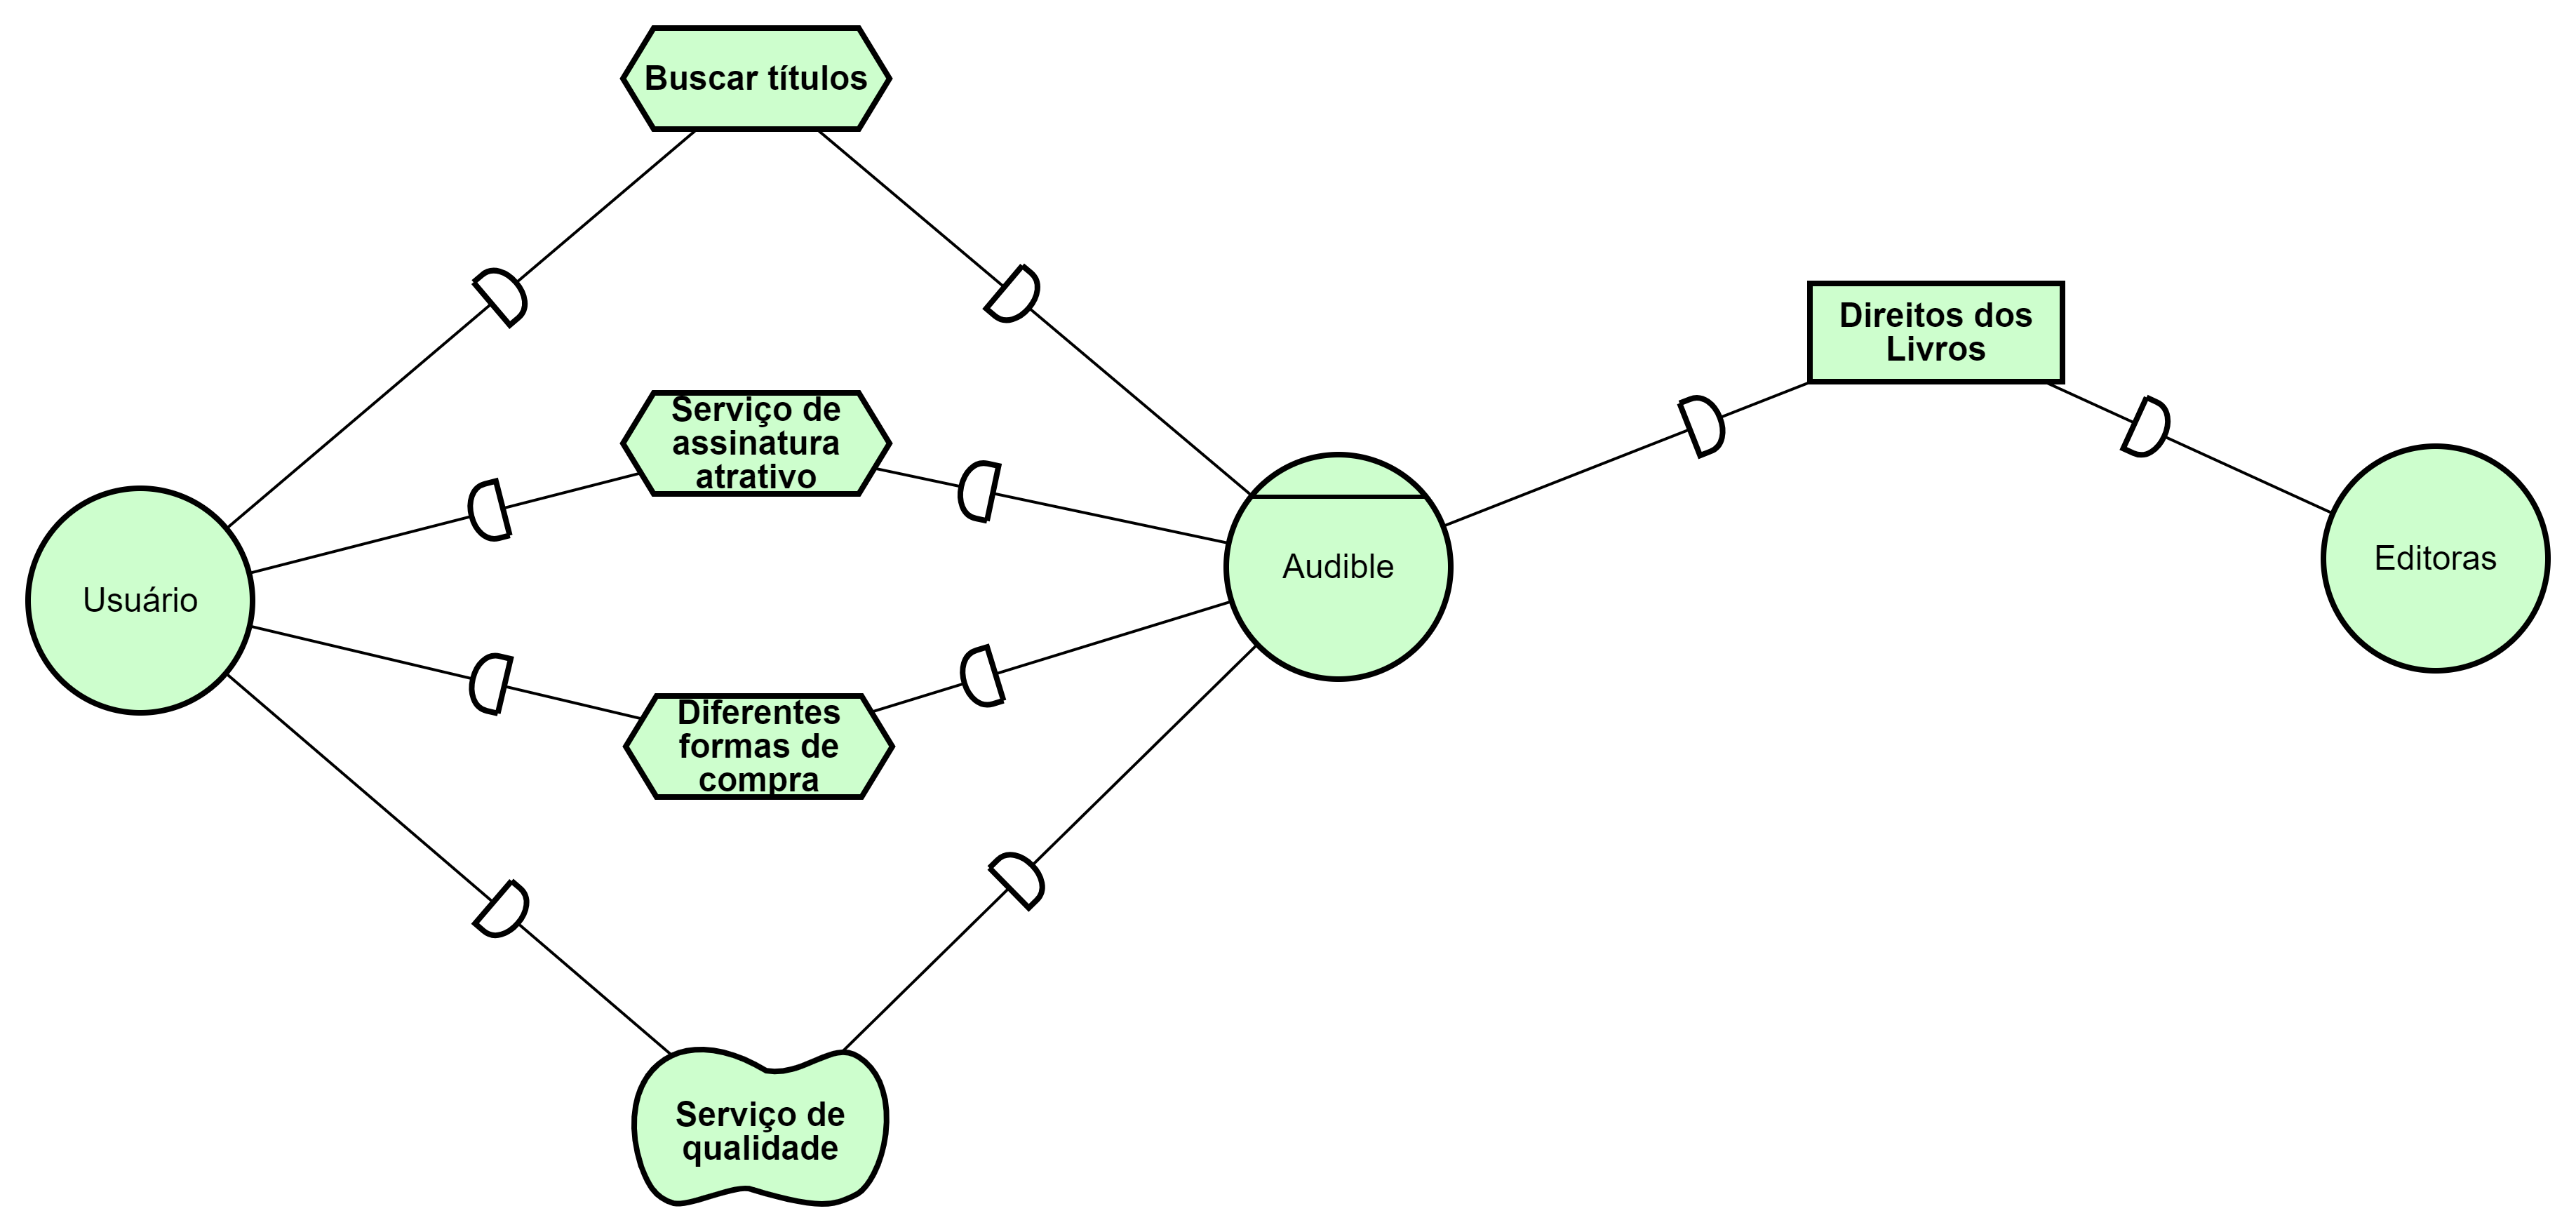 Buscar títulos
Direitos dos
Livros
Serviço de
assinatura
atrativo
Usuário
Audible
Editoras
Diferentes
formas de
compra
Serviço de
qualidade